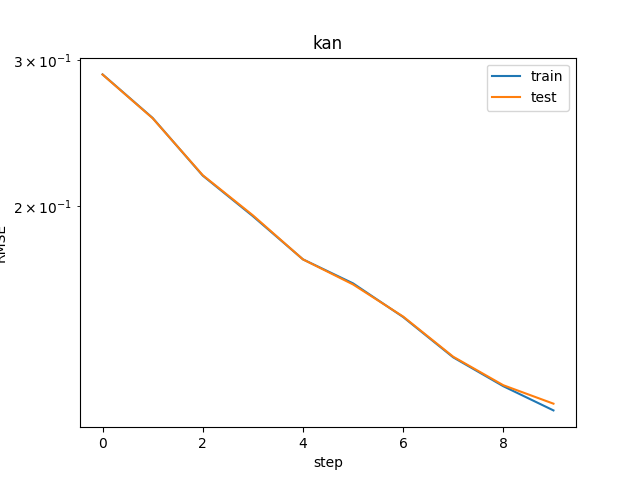 kan
3 × 10⁻¹
2 × 10⁻¹
RMSE
train
test
0 2 4 6 8
step